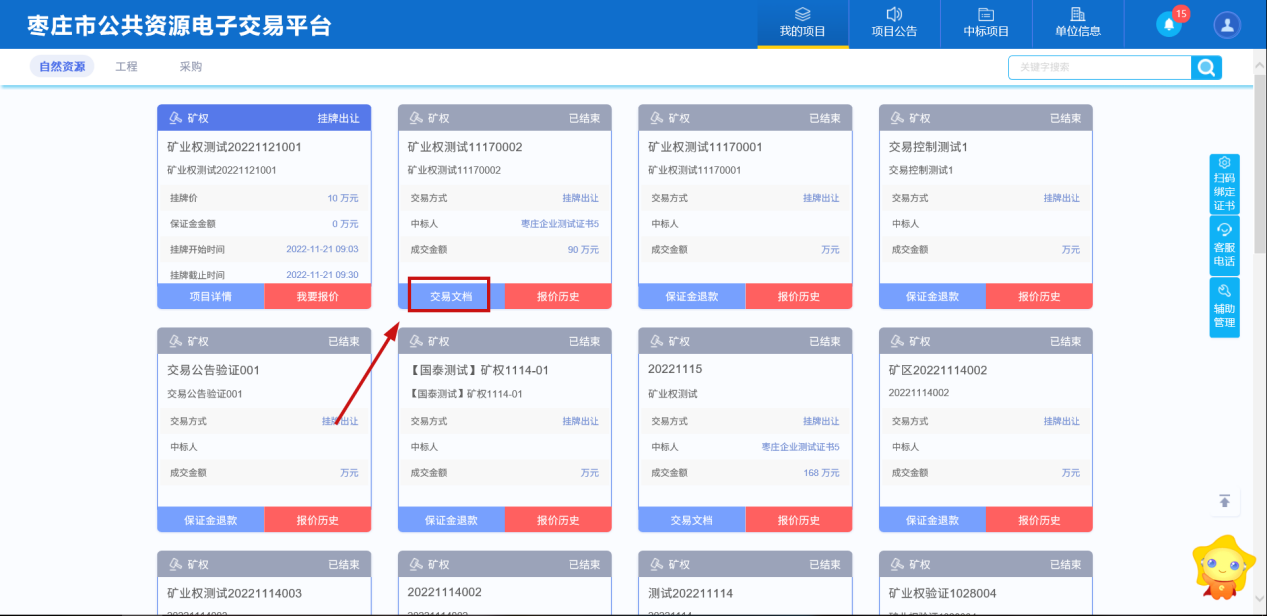 枣庄市公共资源电子交易平台
我的项目
项目公告
中标项目
单位信息
15
自然资源
工程
采购
关键字搜索
矿权 挂牌出让
矿业权测试20221121001
矿业权测试20221121001
挂牌价 10 万元
保证金金额 0 万元
挂牌开始时间 2022-11-21 09:03
挂牌截止时间 2022-11-21 09:30
项目详情 我要报价
矿权 已结束
矿业权测试11170002
矿业权测试11170002
交易方式 挂牌出让
中标人 枣庄企业测试证书5
成交金额 90 万元
交易文档 报价历史
矿权 已结束
矿业权测试11170001
矿业权测试11170001
交易方式 挂牌出让
中标人
成交金额 万元
保证金退款 报价历史
矿权 已结束
交易控制测试1
交易控制测试1
交易方式 挂牌出让
中标人
成交金额 万元
保证金退款 报价历史
扫码
绑定
证书
客服
电话
辅助
管理
矿权 已结束
交易公告验证001
交易公告验证001
交易方式 挂牌出让
中标人
成交金额 万元
保证金退款 报价历史
矿权 已结束
【国泰测试】矿权1114-01
【国泰测试】矿权1114-01
交易方式 挂牌出让
中标人
成交金额 万元
保证金退款 报价历史
矿权 已结束
20221115
矿业权测试
交易方式 挂牌出让
中标人 枣庄企业测试证书5
成交金额 168 万元
交易文档 报价历史
矿权 已结束
矿区20221114002
20221114002
交易方式 挂牌出让
中标人
成交金额 万元
保证金退款 报价历史
矿权 已结束
矿业权测试20221114003
20221114003
矿权 已结束
20221114002
20221114002
矿权 已结束
测试202211114
20221114
矿权 已结束
矿业权验证1028004
矿业权验证1028004